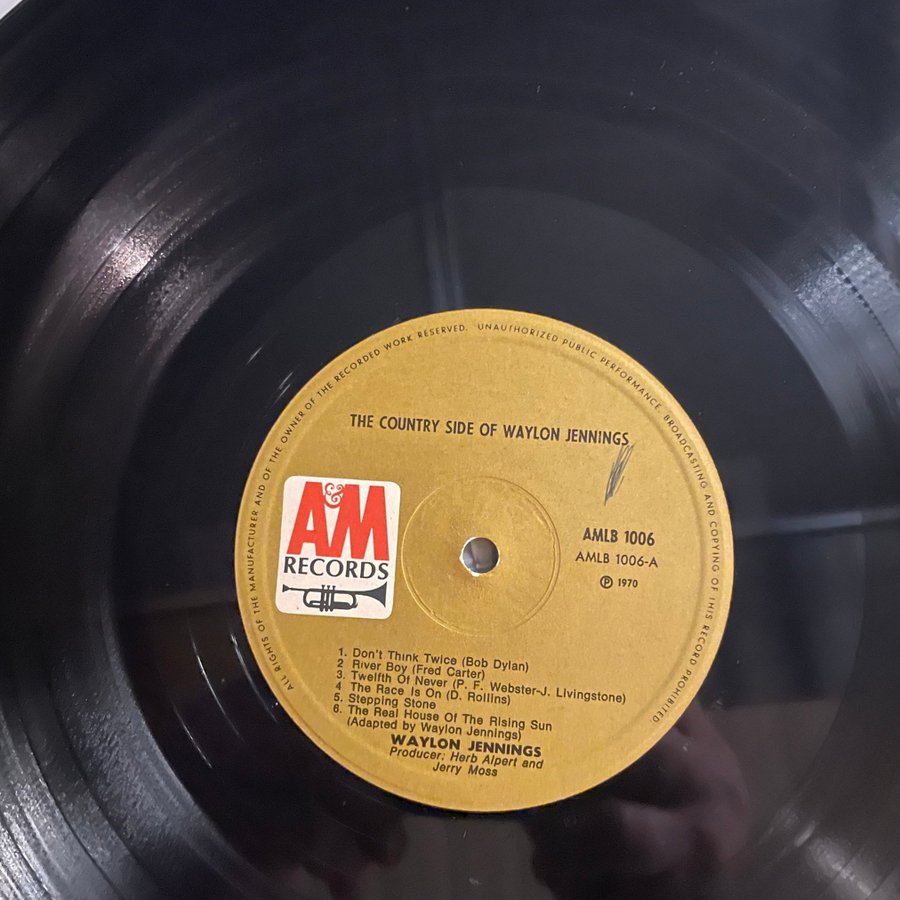 ALL RIGHTS OF THE MANUFACTURER AND OF THE OWNER OF THE RECORDED WORK RESERVED. UNAUTHORIZED PUBLIC PERFORMANCE, BROADCASTING AND COPYING OF THIS RECORD PROHIBITED
THE COUNTRY SIDE OF WAYLON JENNINGS
A&M
RECORDS
AMLB 1006
AMLB 1006-A
℗ 1970
1. Don't Think Twice (Bob Dylan)
2 River Boy (Fred Carter)
3. Twelfth Of Never (P. F. Webster-J. Livingstone)
4 The Race Is On (D. Rollins)
5. Stepping Stone
6. The Real House Of The Rising Sun
(Adapted by Waylon Jennings)
WAYLON JENNINGS
Producer: Herb Alpert and
Jerry Moss